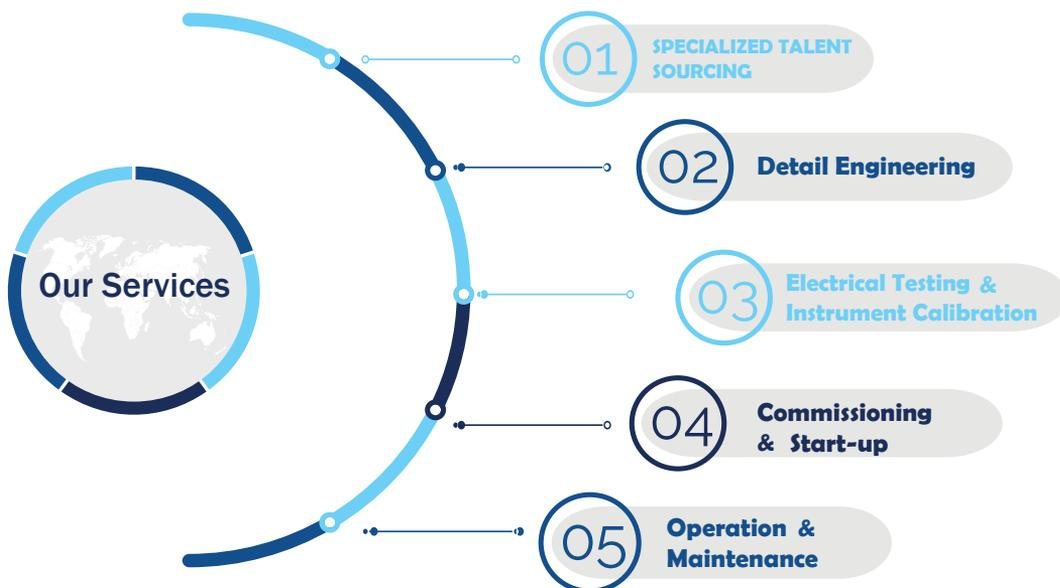 Our Services
01
SPECIALIZED TALENT
SOURCING
02
Detail Engineering
03
Electrical Testing &
Instrument Calibration
04
Commissioning
& Start-up
05
Operation &
Maintenance